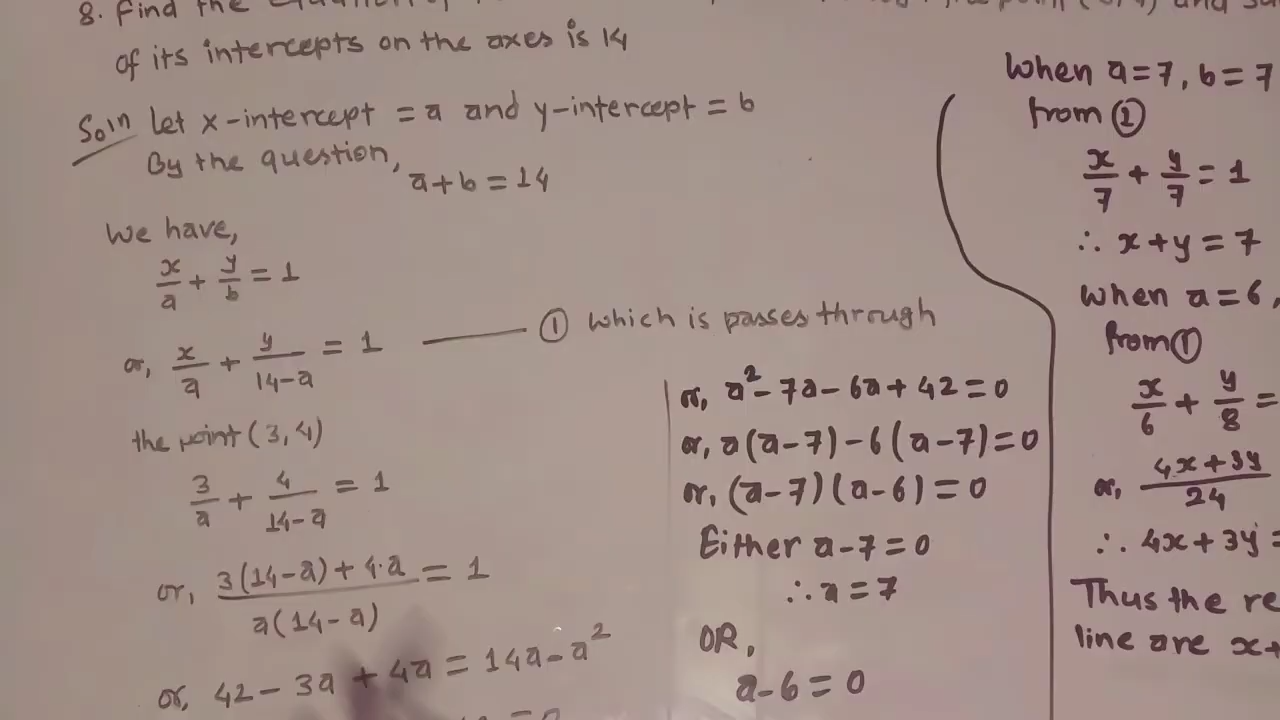 8. Find the
of its intercepts on the axes is 14
Soln Let x-intercept = a and y-intercept = b
By the question,
a+b = 14
We have,
x/a + y/b = 1
or, x/a + y/(14-a) = 1 ——— ① which is passes through
the point (3,4)
3/a + 4/(14-a) = 1
or, (3(14-a) + 4·a)/(a(14-a)) = 1
or, 42 - 3a + 4a = 14a - a²
or, a² - 7a - 6a + 42 = 0
or, a(a-7) - 6(a-7) = 0
or, (a-7)(a-6) = 0
Either a-7 = 0
∴ a = 7
OR,
a-6 = 0
When a=7, b=7
from ①
x/7 + y/7 = 1
∴ x+y = 7
When a=6,
from ①
x/6 + y/8 =
or, (4x+3y)/24
∴ 4x+3y =
Thus the
line are x+